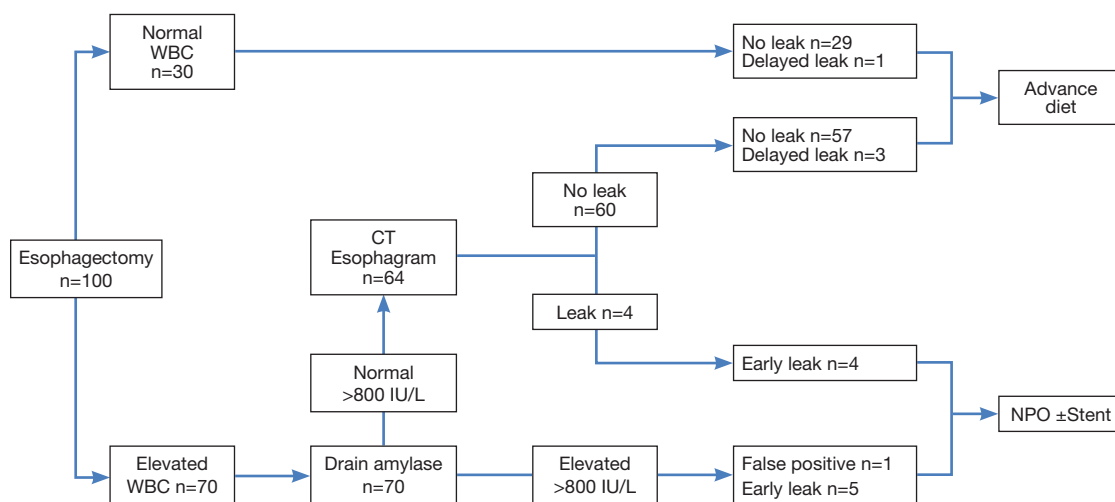 Normal
WBC
n=30
No leak n=29
Delayed leak n=1
Advance
diet
No leak n=57
Delayed leak n=3
No leak
n=60
Esophagectomy
n=100
CT
Esophagram
n=64
Leak n=4
Normal
>800 IU/L
Early leak n=4
NPO ±Stent
Elevated
WBC n=70
Drain amylase
n=70
Elevated
>800 IU/L
False positive n=1
Early leak n=5